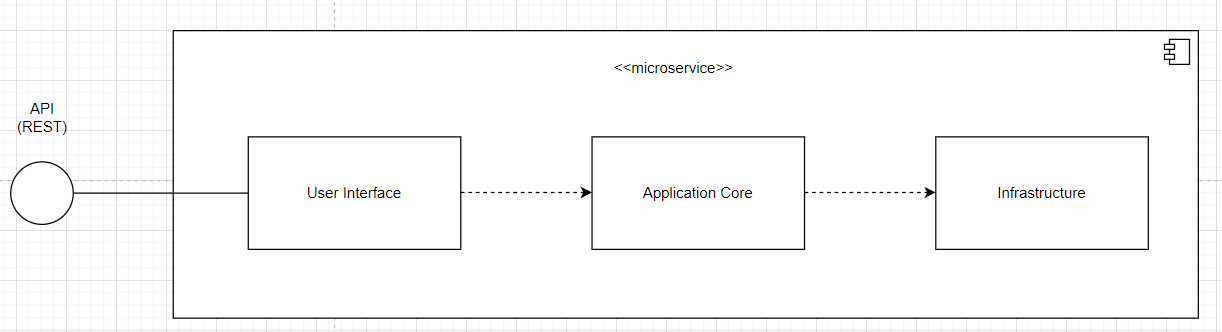 <<microservice>>
API
(REST)
User Interface
Application Core
Infrastructure